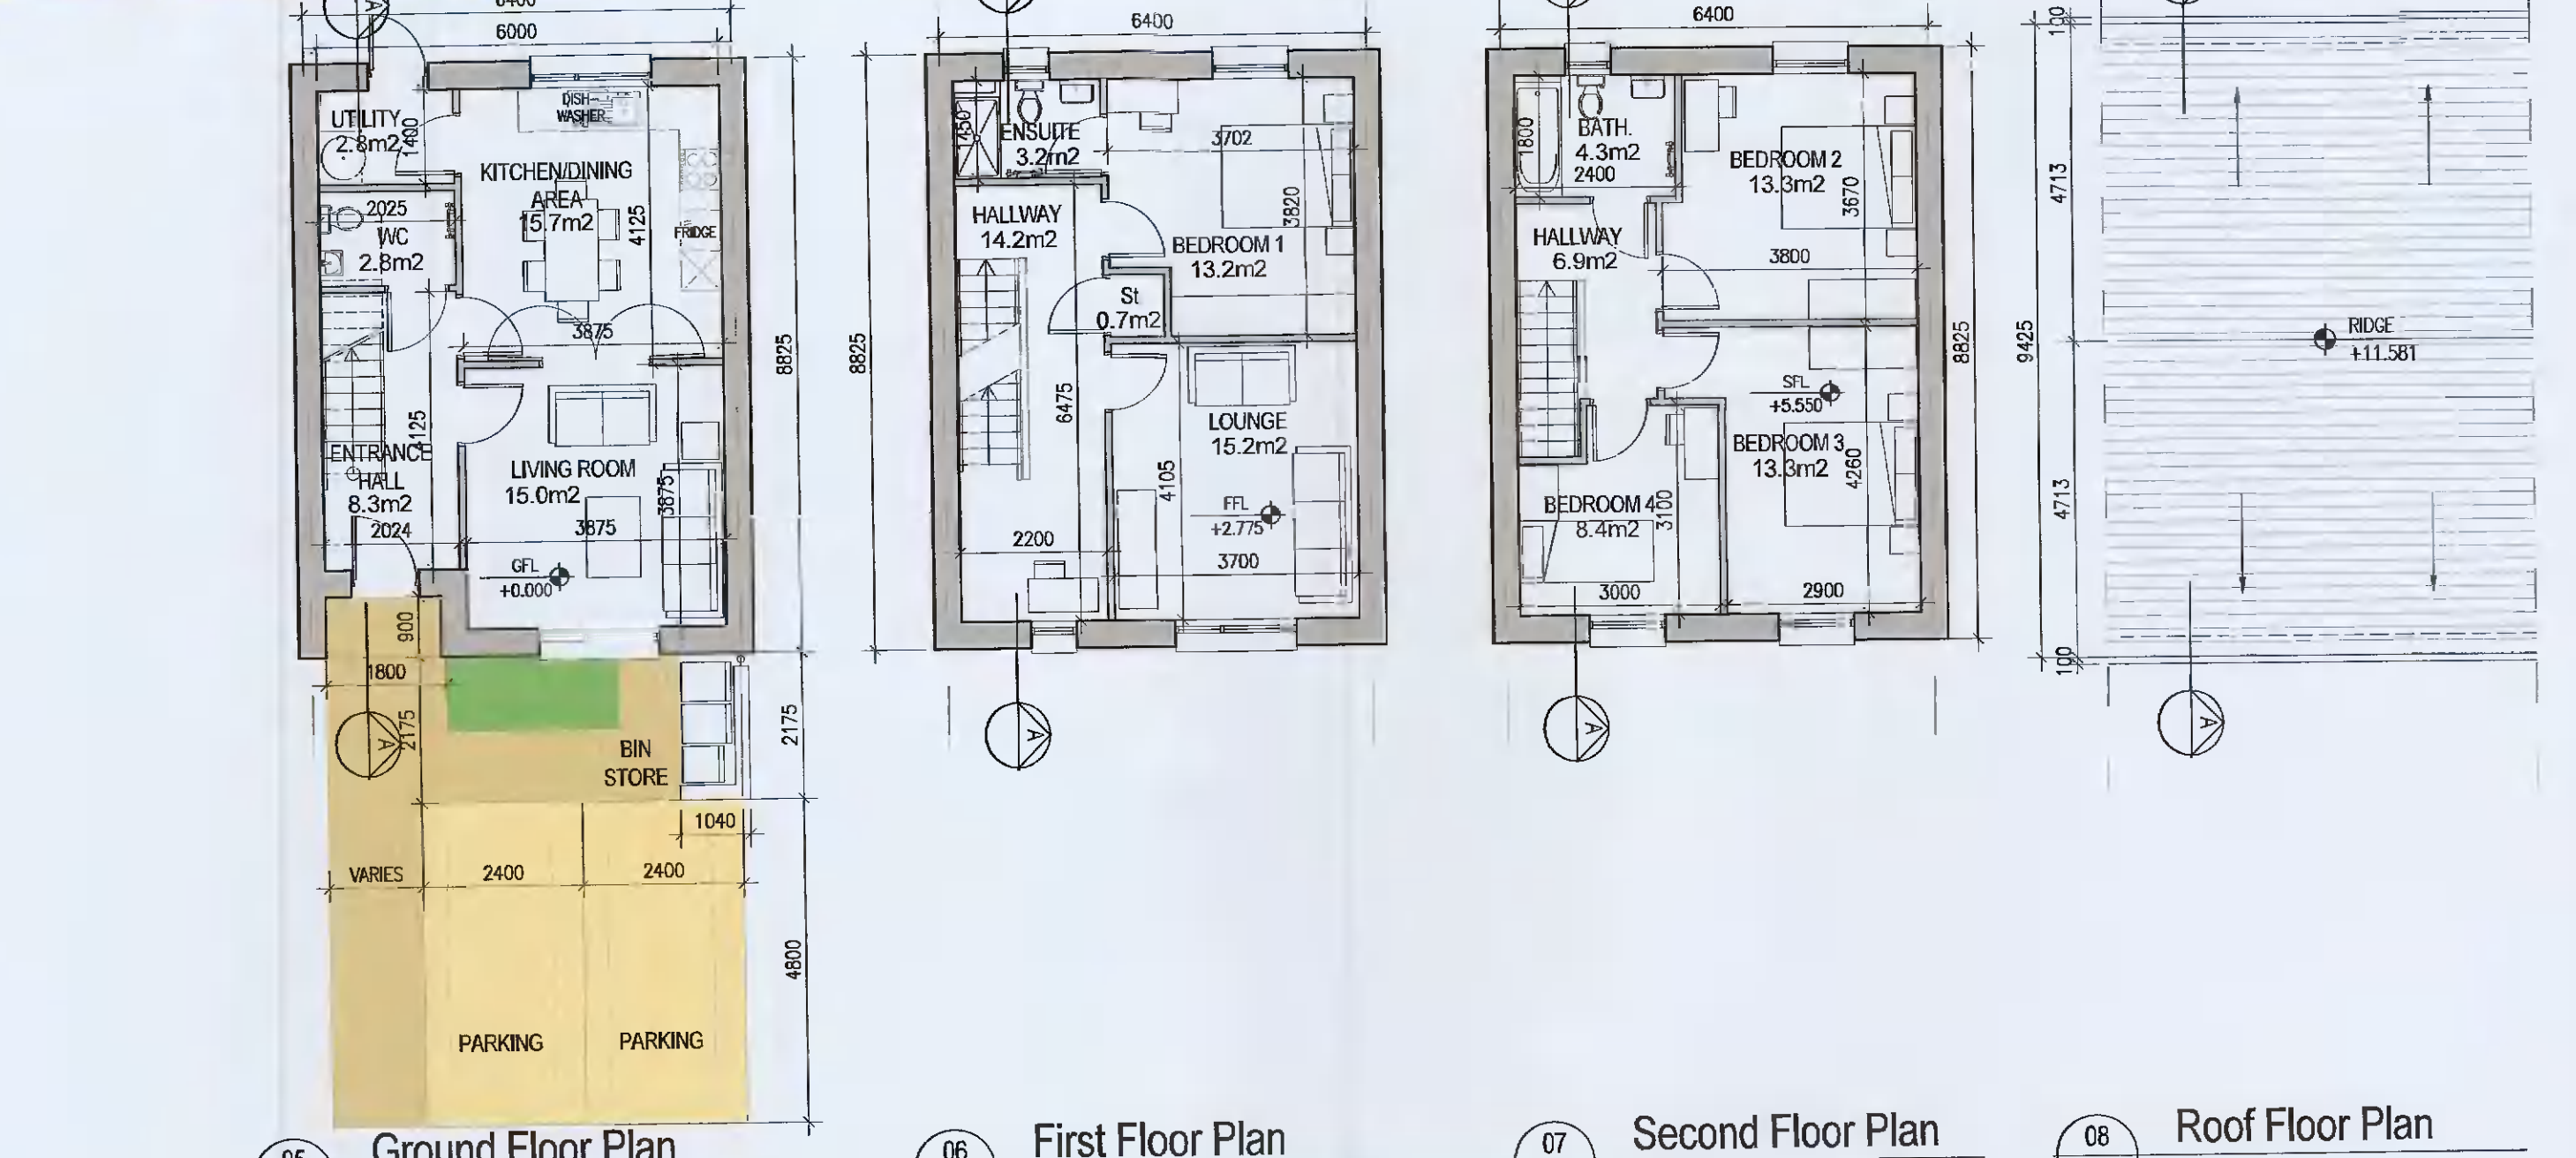 6400
6000
UTILITY
2.8m2
1400
DISH-
WASHER
KITCHEN/DINING
AREA
15.7m2
4125
FRIDGE
2025
WC
2.8m2
3875
8825
4125
ENTRANCE
HALL
8.3m2
2024
LIVING ROOM
15.0m2
3875
3875
GFL
+0.000
900
1800
2175
A
BIN
STORE
2175
1040
VARIES
2400
2400
4800
PARKING
PARKING
05
Ground Floor Plan
6400
1450
ENSUITE
3.2m2
3702
3820
HALLWAY
14.2m2
BEDROOM 1
13.2m2
St
0.7m2
8825
6475
LOUNGE
15.2m2
4105
FFL
+2.775
2200
3700
A
06
First Floor Plan
6400
1800
BATH.
4.3m2
2400
BEDROOM 2
13.3m2
3670
HALLWAY
6.9m2
3800
8825
SFL
+5.550
BEDROOM 3
13.3m2
4260
BEDROOM 4
8.4m2
3100
3000
2900
A
07
Second Floor Plan
100
4713
9425
RIDGE
+11.581
4713
100
A
08
Roof Floor Plan